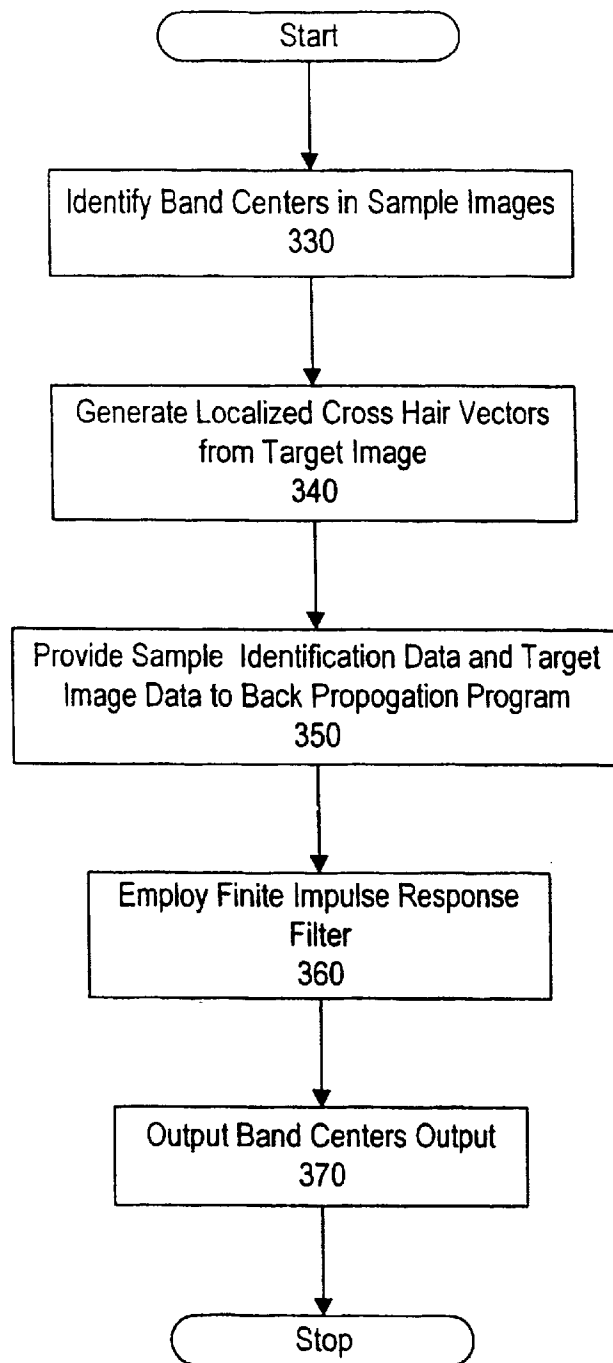 Start
Identify Band Centers in Sample Images
330
Generate Localized Cross Hair Vectors
from Target Image
340
Provide Sample Identification Data and Target
Image Data to Back Propogation Program
350
Employ Finite Impulse Response
Filter
360
Output Band Centers Output
370
Stop